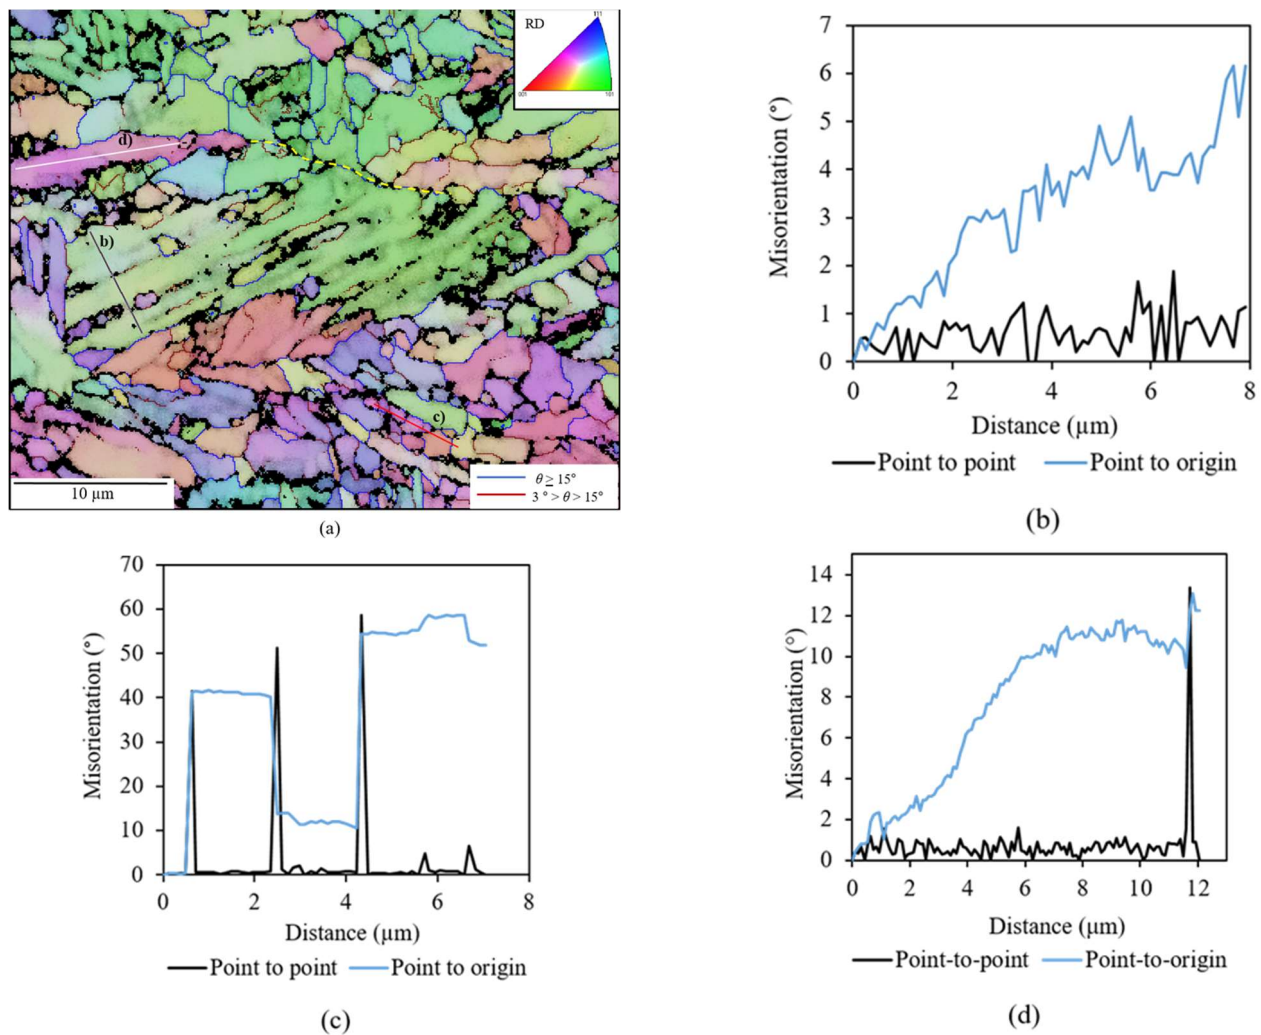 RD
111
001
101
d)
b)
c)
10 µm
θ ≥ 15°
3 ° > θ > 15°
(a)
7
6
5
4
3
2
1
0
Misorientation (°)
0 2 4 6 8
Distance (µm)
Point to point Point to origin
(b)
70
60
50
40
30
20
10
0
Misorientation (°)
0 2 4 6 8
Distance (µm)
Point to point Point to origin
(c)
14
12
10
8
6
4
2
0
Misorientation (°)
0 2 4 6 8 10 12
Distance (µm)
Point-to-point Point-to-origin
(d)